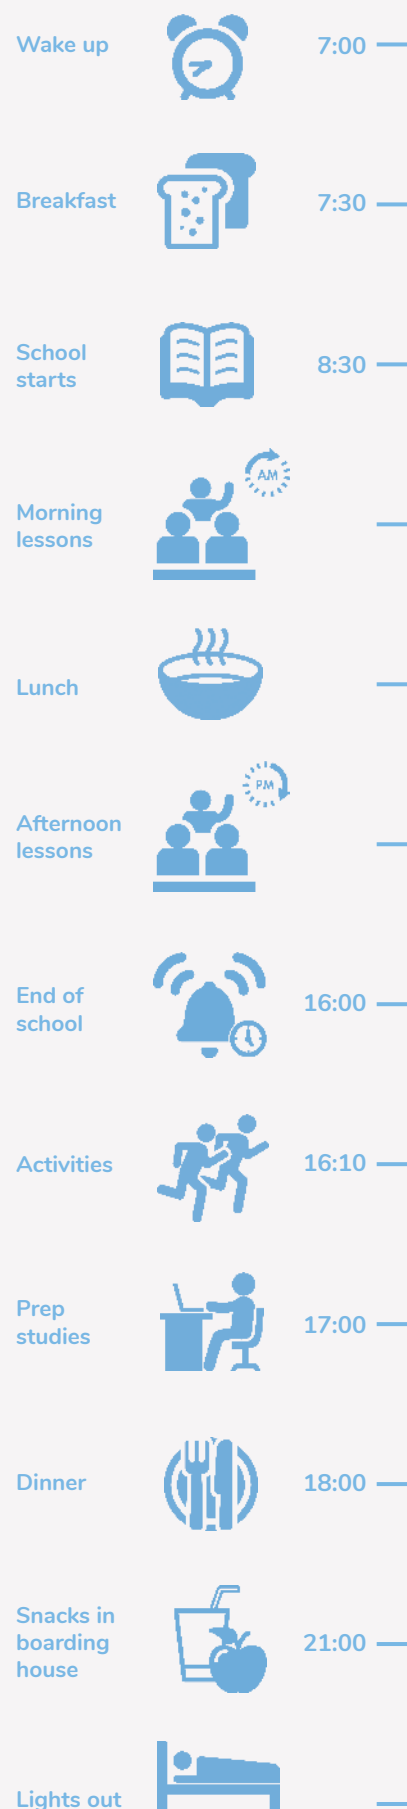 Wake up
7:00
Breakfast
7:30
School
starts
8:30
AM
Morning
lessons
Lunch
PM
Afternoon
lessons
End of
school
16:00
Activities
16:10
Prep
studies
17:00
Dinner
18:00
Snacks in
boarding
house
21:00
Lights out